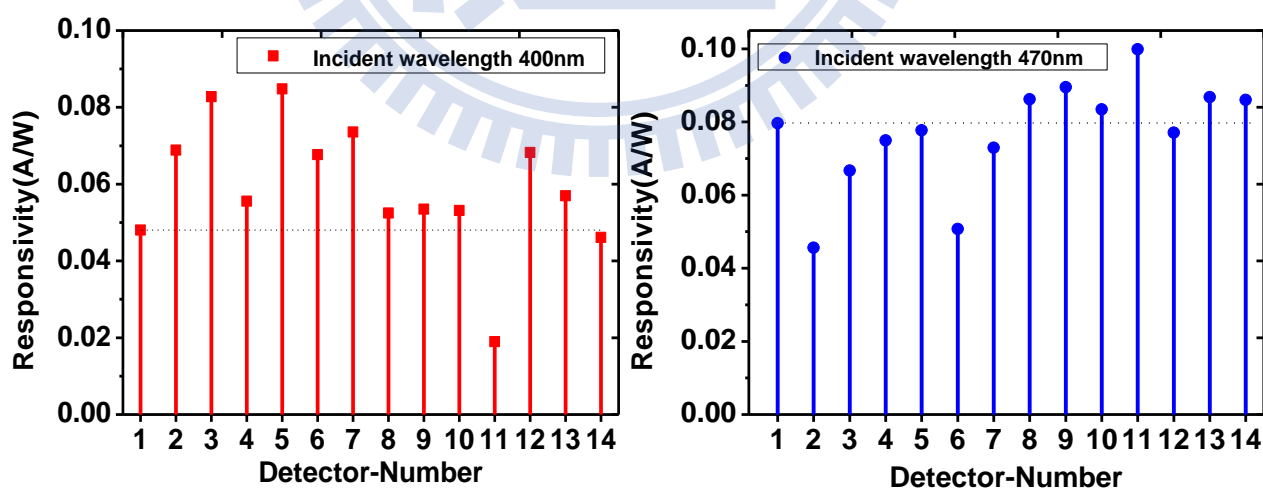 Incident wavelength 400nm
Responsivity(A/W)
0.10
0.08
0.06
0.04
0.02
0.00
1 2 3 4 5 6 7 8 9 10 11 12 13 14
Detector-Number
Incident wavelength 470nm
Responsivity(A/W)
0.10
0.08
0.06
0.04
0.02
0.00
1 2 3 4 5 6 7 8 9 10 11 12 13 14
Detector-Number